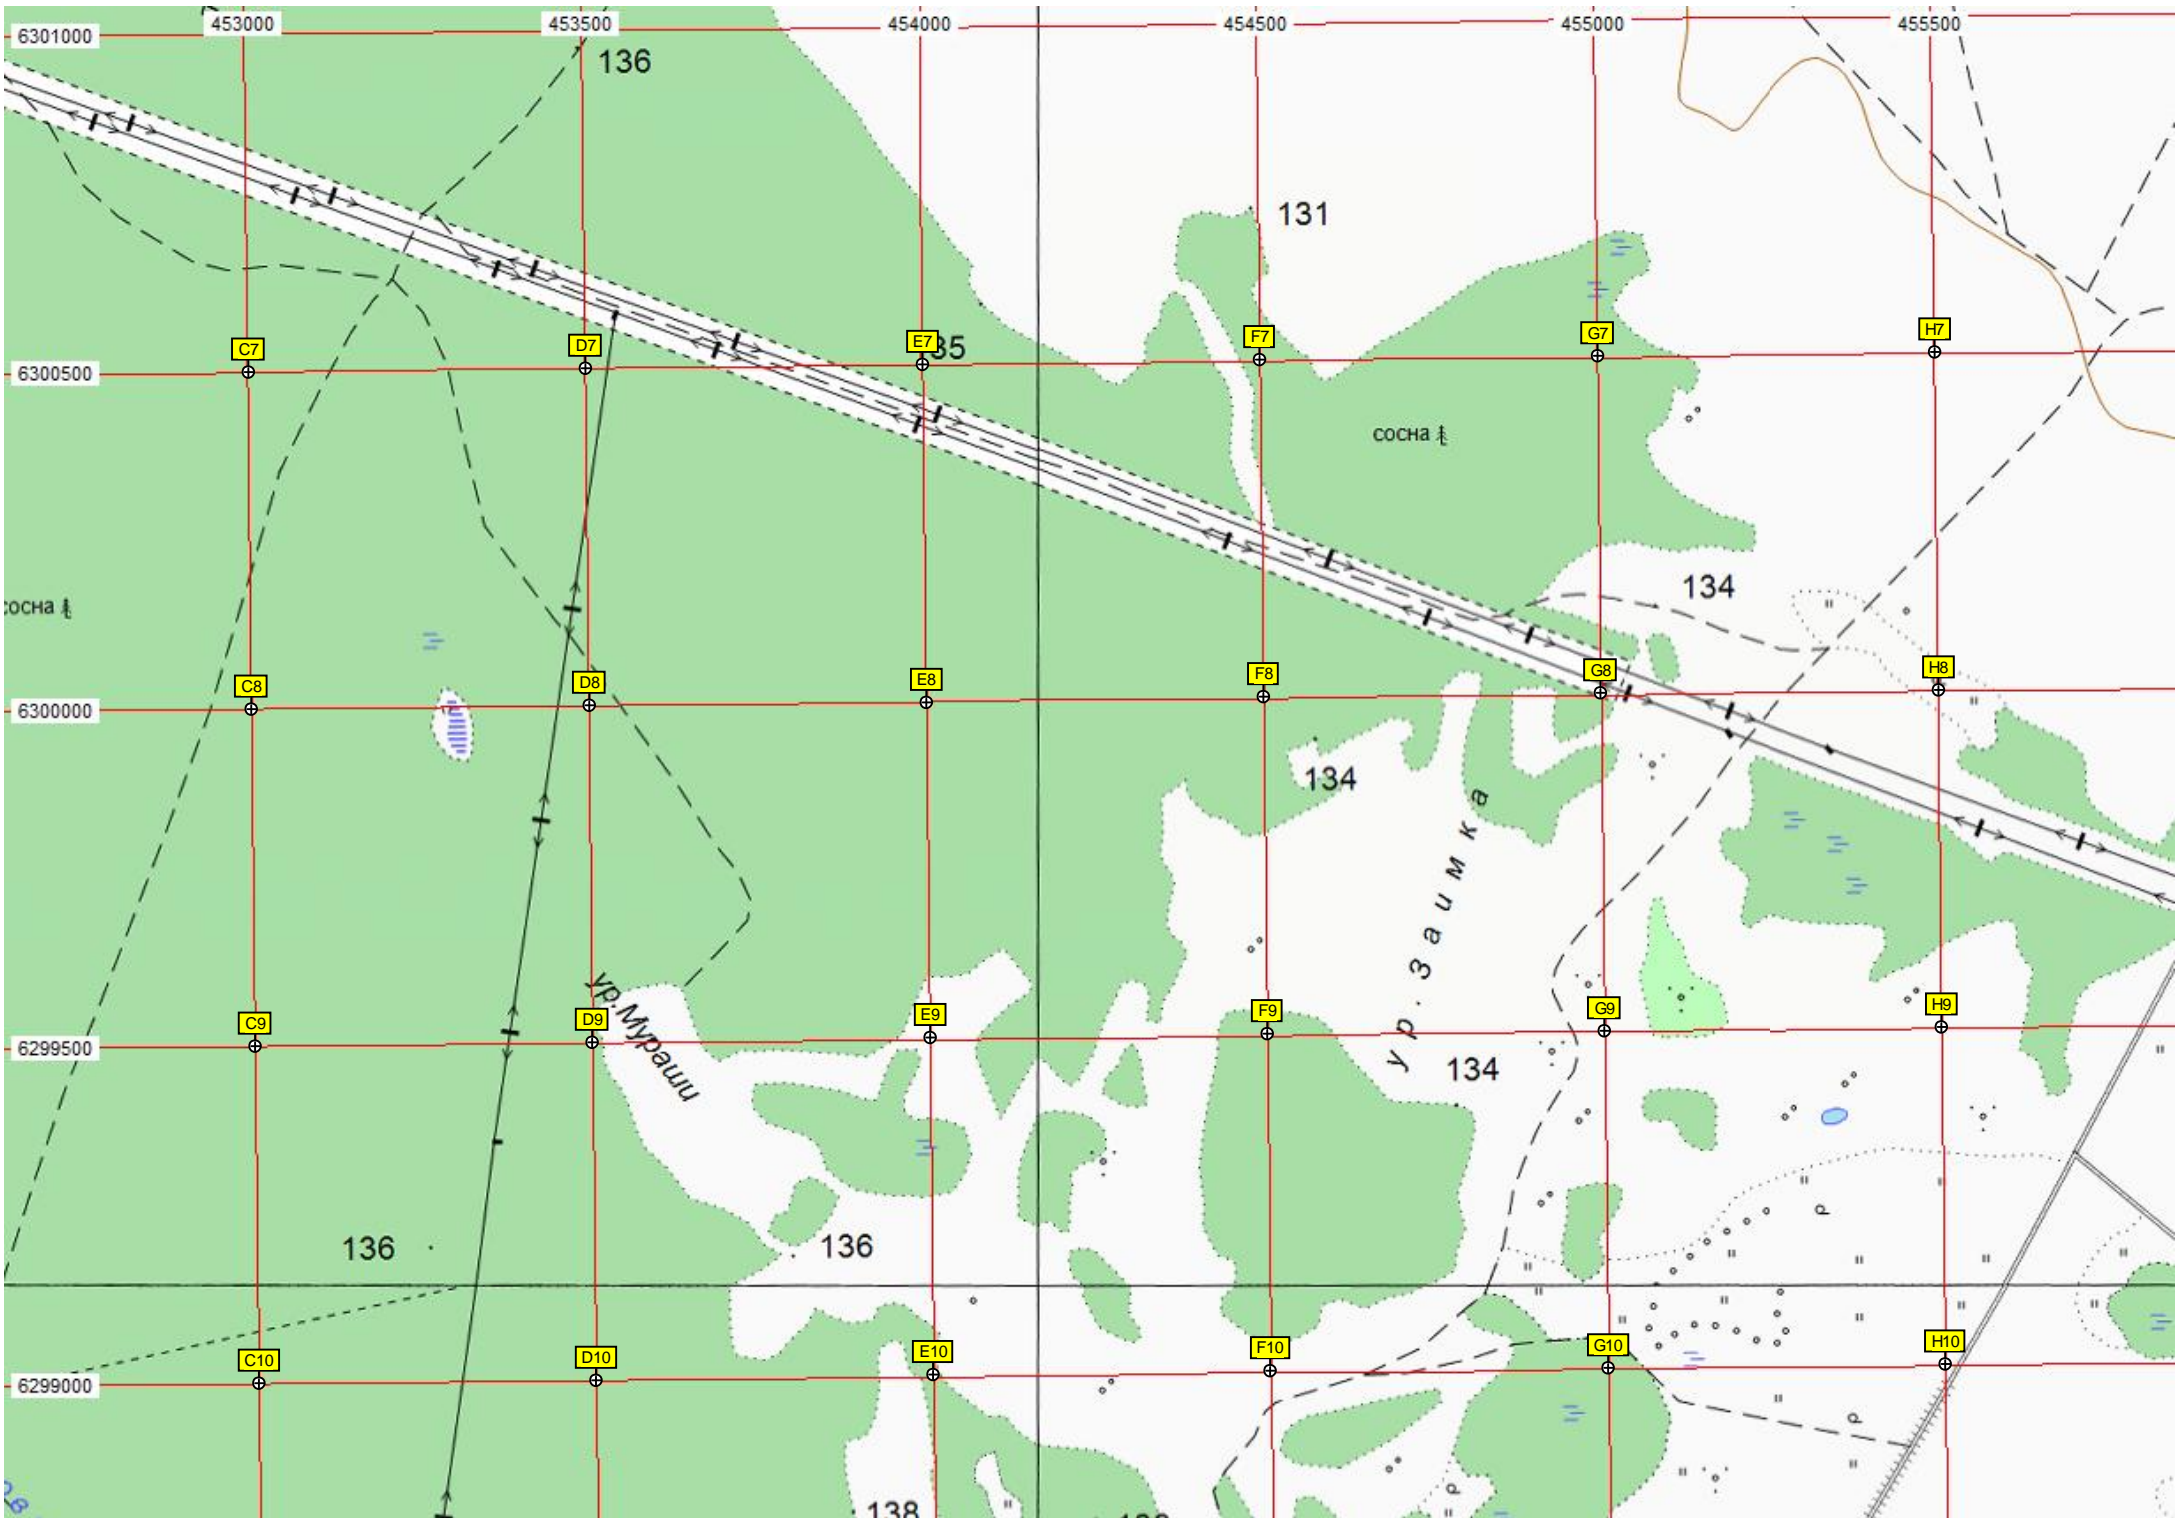 453000 453500 454000 454500 455000 455500
6301000
136
131
C7 D7 E7 F7 G7 H7
35
6300500
сосна
134
сосна
C8 D8 E8 F8 G8 H8
6300000
134
ур. Заимка
ур. Мураши
C9 D9 E9 F9 G9 H9
6299500
134
р
136 136
C10 D10 E10 F10 G10 H10
6299000
р
р
138